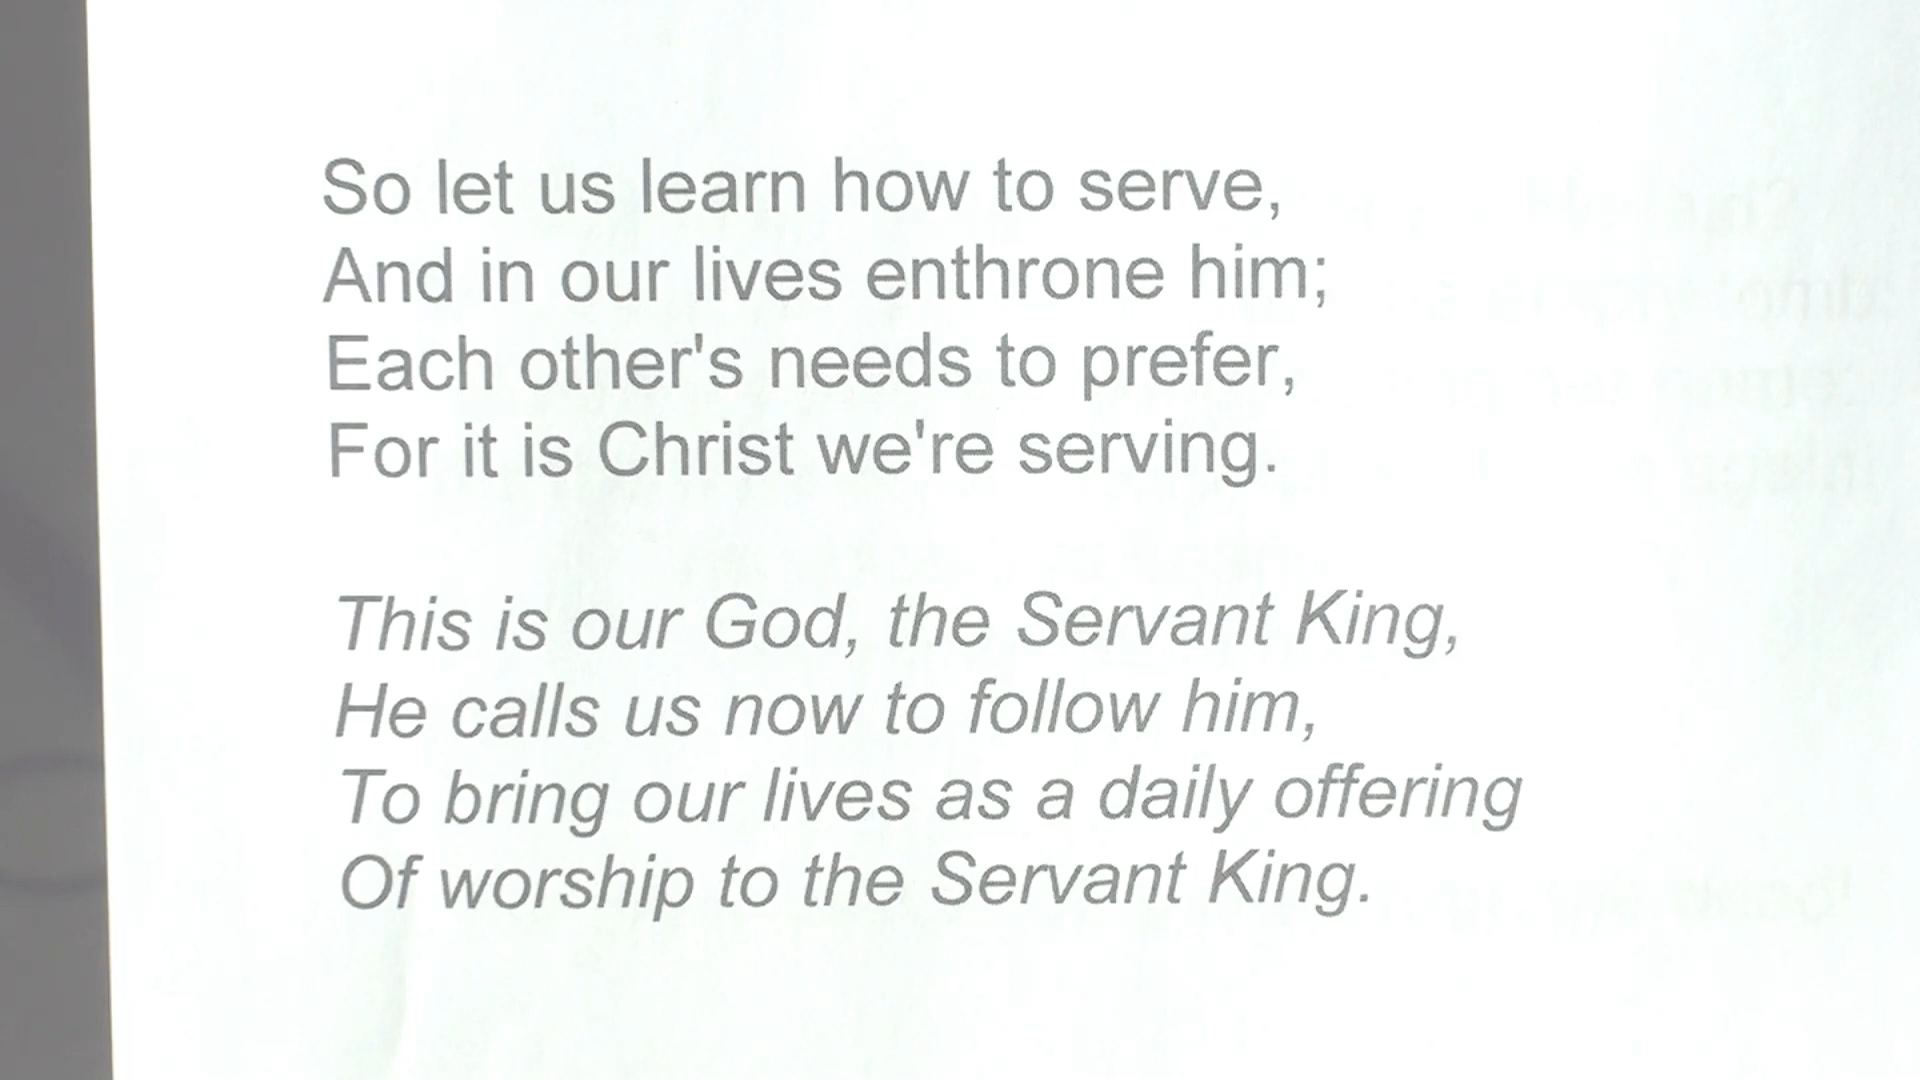 So let us learn how to serve,
And in our lives enthrone him;
Each other's needs to prefer,
For it is Christ we're serving.
This is our God, the Servant King,
He calls us now to follow him,
To bring our lives as a daily offering
Of worship to the Servant King.